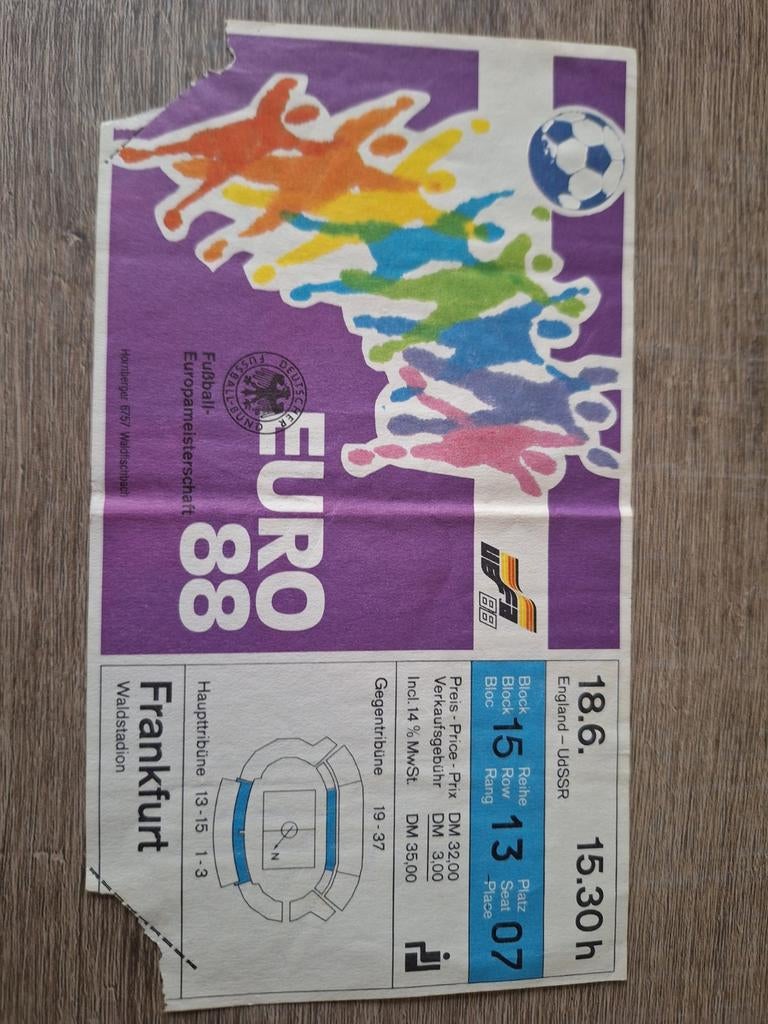 DEUTSCHER FUSSBALL-BUND
EURO
88
Fußball-
Europameisterschaft
Hornberger 6757 Waldfischbach
UEFA
88
18.6. 15.30 h
England – UdSSR
Block Reihe Platz
Block 15 Row 13 Seat 07
Bloc Rang Place
Preis - Price - Prix DM 32,00
Verkaufsgebühr DM 3,00
Incl. 14 % MwSt. DM 35,00
Gegentribüne 19 - 37
N
Haupttribüne 13 - 15 1 - 3
Frankfurt
Waldstadion